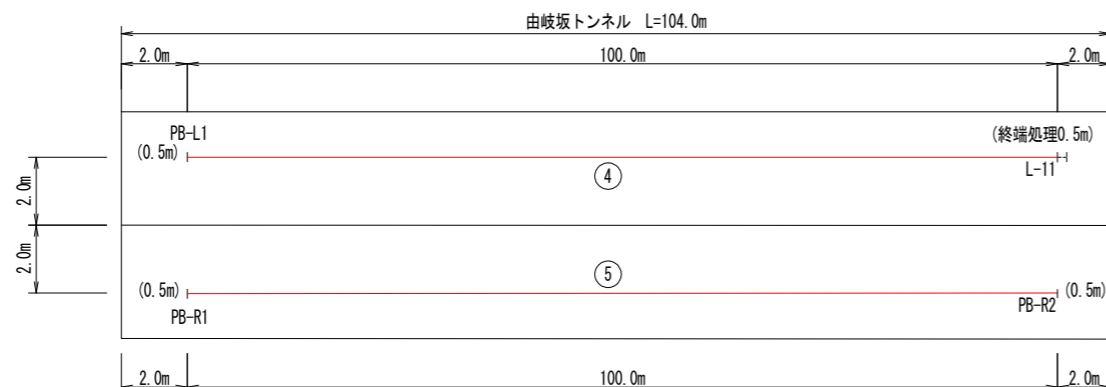 由岐坂トンネル L=104.0m
2.0m 100.0m 2.0m
PB-L1 (終端処理0.5m)
(0.5m)
④ L-11
2.0m
2.0m
⑤
(0.5m) (0.5m)
PB-R1 PB-R2
2.0m 100.0m 2.0m